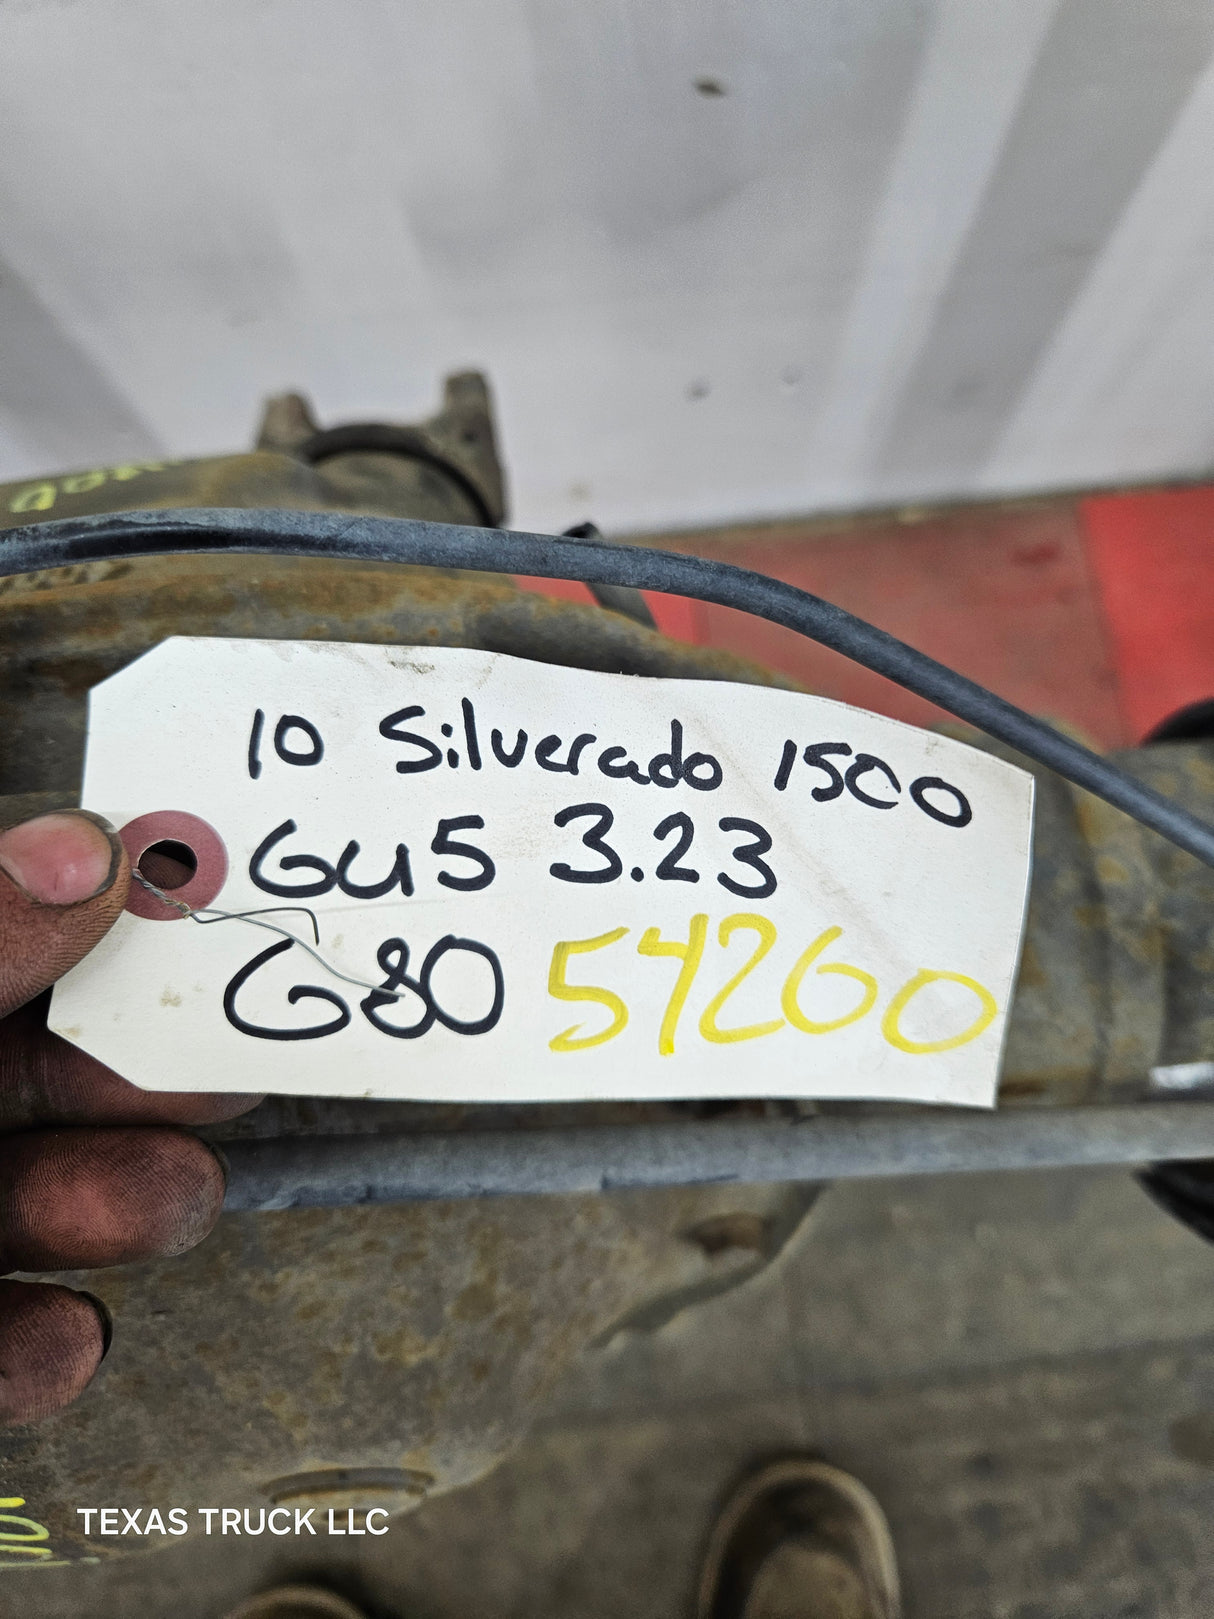 10 Silverado 1500
GU5 3.23
G80 54260
TEXAS TRUCK LLC